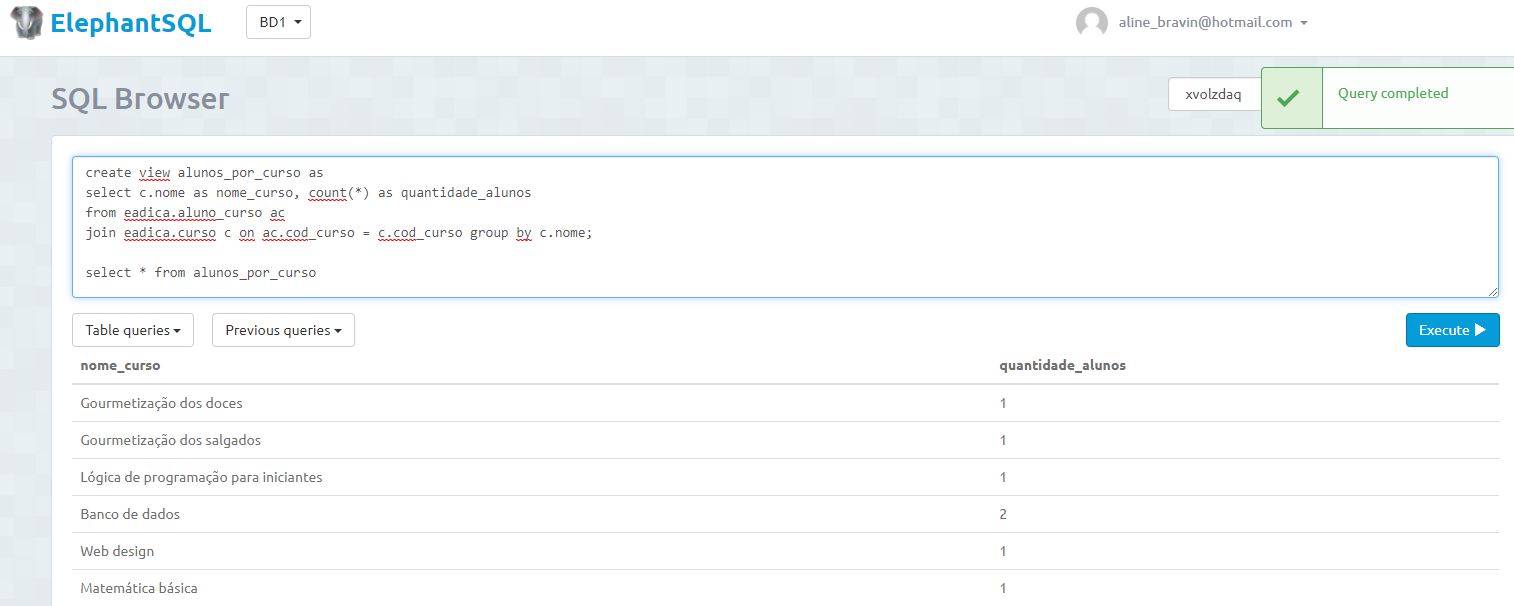 ElephantSQL BD1 aline_bravin@hotmail.com
SQL Browser xvolzdaq Query completed
create view alunos_por_curso as
select c.nome as nome_curso, count(*) as quantidade_alunos
from eadica.aluno_curso ac
join eadica.curso c on ac.cod_curso = c.cod_curso group by c.nome;
select * from alunos_por_curso
Table queries Previous queries Execute
nome_curso quantidade_alunos
Gourmetização dos doces 1
Gourmetização dos salgados 1
Lógica de programação para iniciantes 1
Banco de dados 2
Web design 1
Matemática básica 1